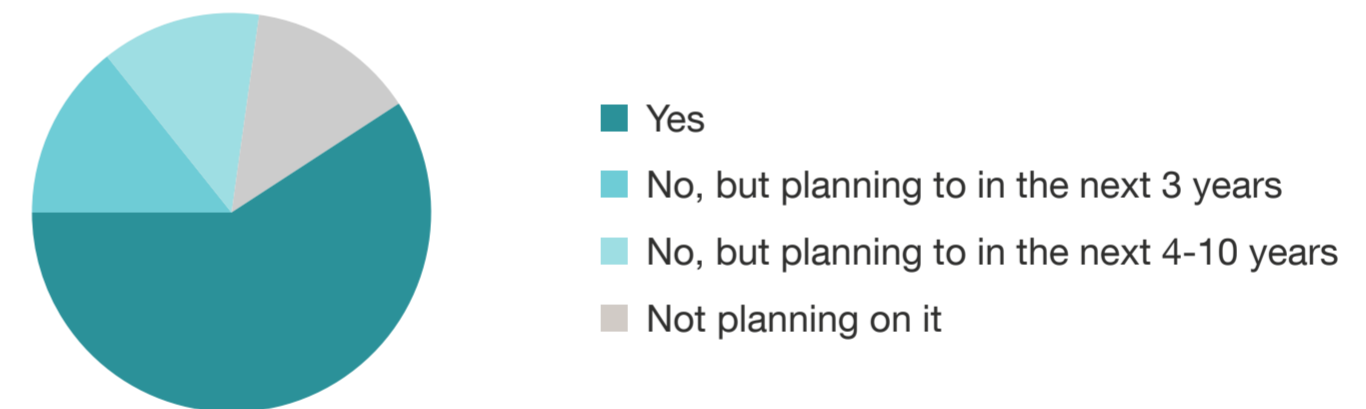 Yes
No, but planning to in the next 3 years
No, but planning to in the next 4-10 years
Not planning on it